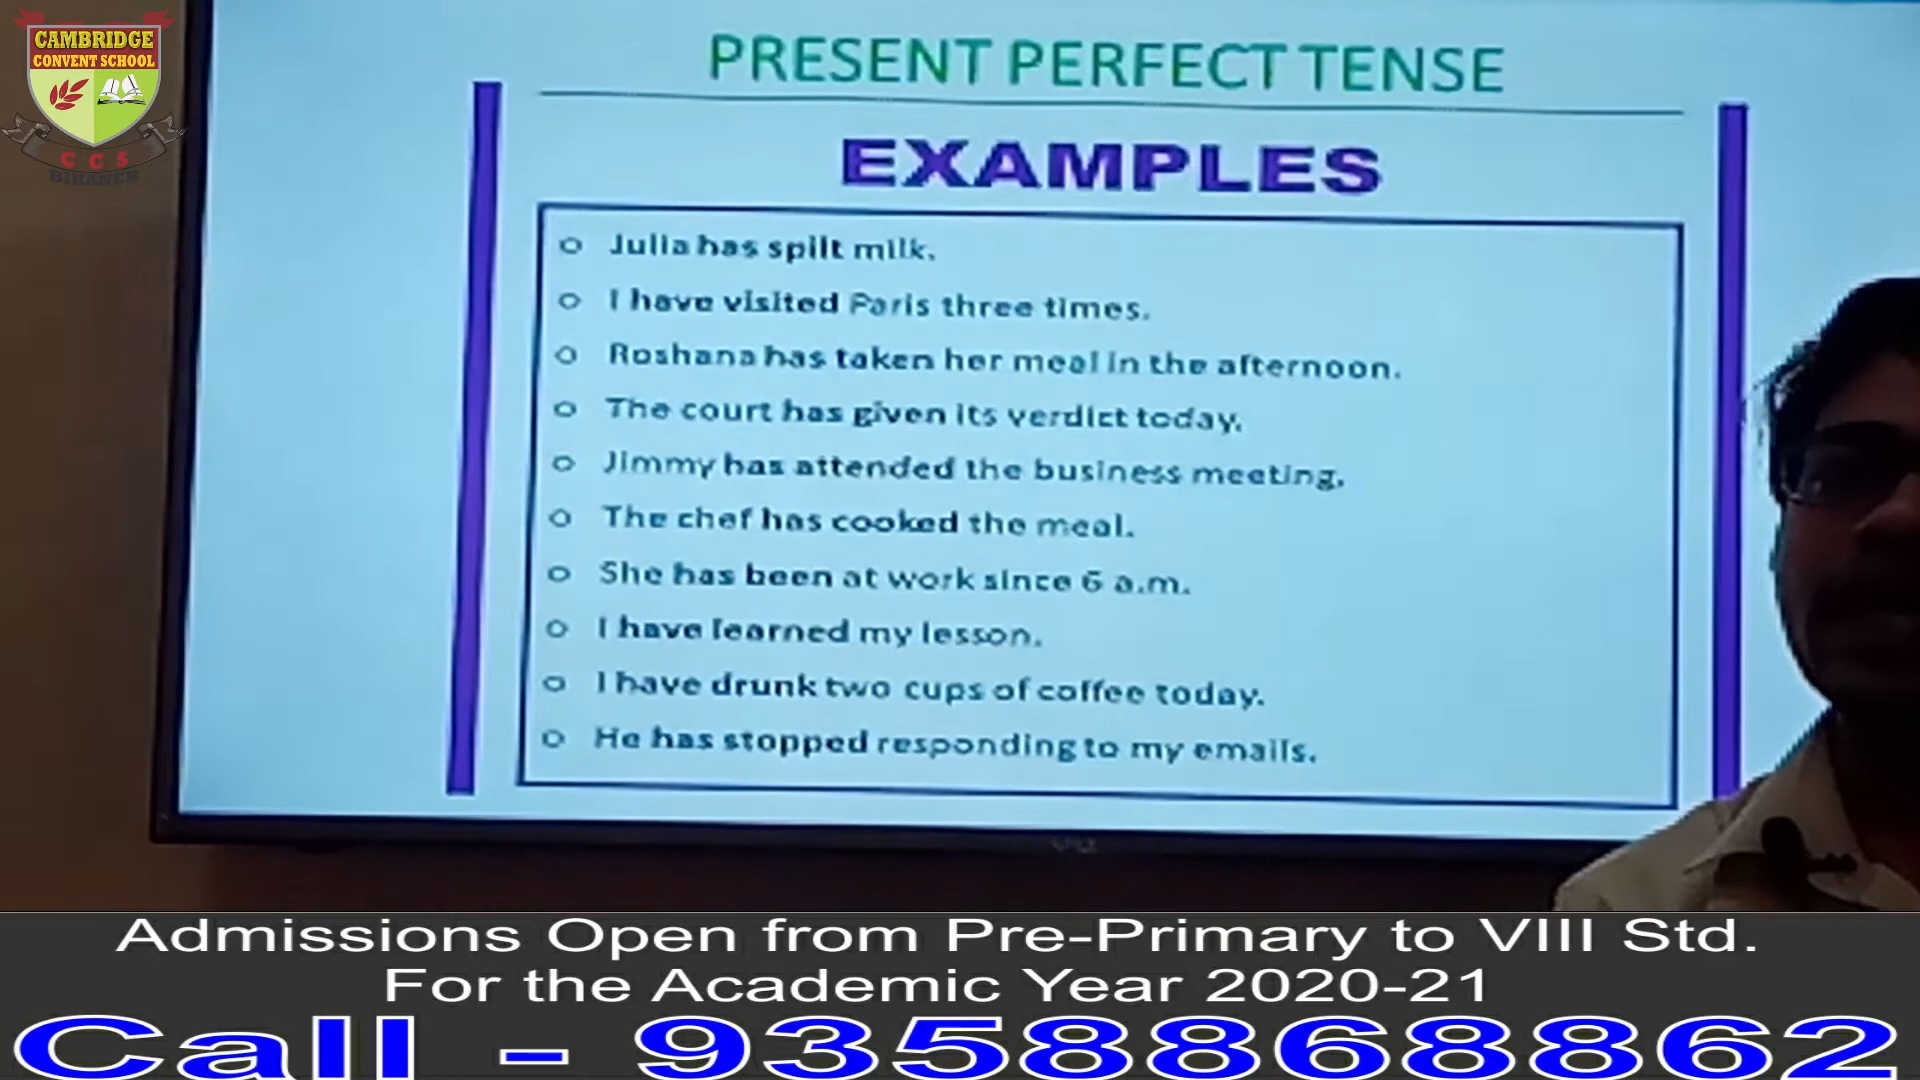 CAMBRIDGE
CONVENT SCHOOL
C C S
PRESENT PERFECT TENSE
EXAMPLES
Julia has spilt milk.
I have visited Paris three times.
Roshana has taken her meal in the afternoon.
The court has given its verdict today.
Jimmy has attended the business meeting.
The chef has cooked the meal.
She has been at work since 6 a.m.
I have learned my lesson.
I have drunk two cups of coffee today.
He has stopped responding to my emails.
Admissions Open from Pre-Primary to VIII Std.
For the Academic Year 2020-21
Call - 9358868862